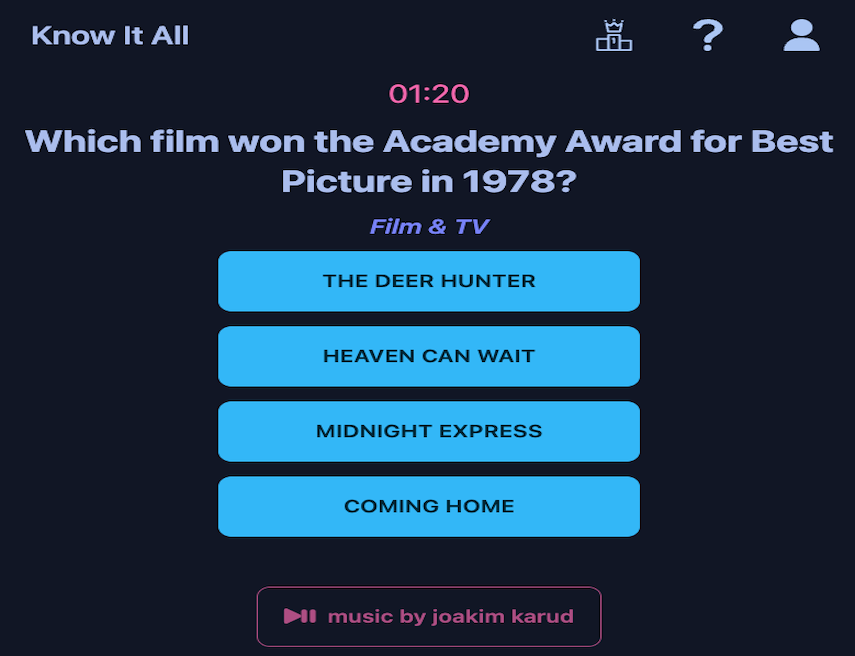 Know It All
01:20
Which film won the Academy Award for Best
Picture in 1978?
Film & TV
THE DEER HUNTER
HEAVEN CAN WAIT
MIDNIGHT EXPRESS
COMING HOME
music by joakim karud